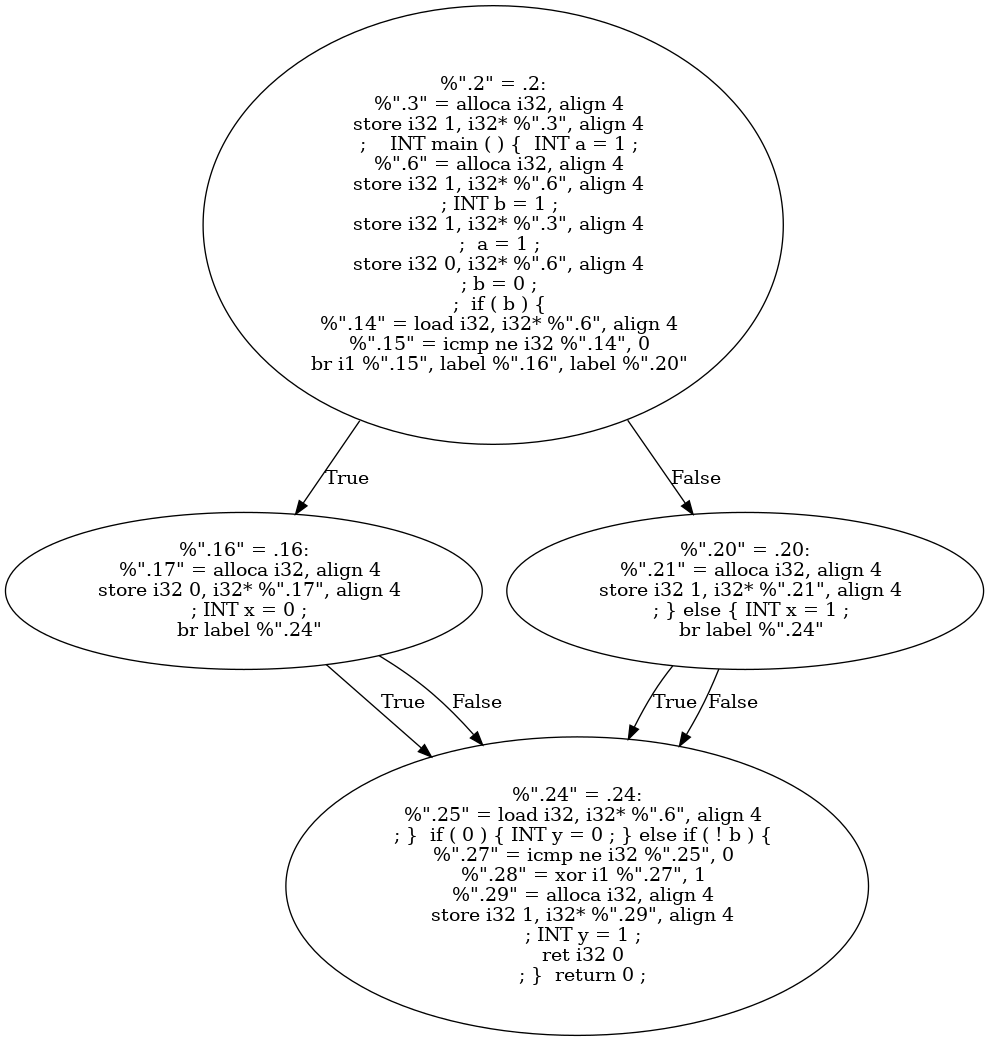 %".2" = .2:
%".3" = alloca i32, align 4
store i32 1, i32* %".3", align 4
;    INT main ( ) {  INT a = 1 ;
%".6" = alloca i32, align 4
store i32 1, i32* %".6", align 4
; INT b = 1 ;
store i32 1, i32* %".3", align 4
;  a = 1 ;
store i32 0, i32* %".6", align 4
; b = 0 ;
;  if ( b ) {
%".14" = load i32, i32* %".6", align 4
%".15" = icmp ne i32 %".14", 0
br i1 %".15", label %".16", label %".20"
True
False
%".16" = .16:
%".17" = alloca i32, align 4
store i32 0, i32* %".17", align 4
; INT x = 0 ;
br label %".24"
%".20" = .20:
%".21" = alloca i32, align 4
store i32 1, i32* %".21", align 4
; } else { INT x = 1 ;
br label %".24"
True
False
True
False
%".24" = .24:
%".25" = load i32, i32* %".6", align 4
; }  if ( 0 ) { INT y = 0 ; } else if ( ! b ) {
%".27" = icmp ne i32 %".25", 0
%".28" = xor i1 %".27", 1
%".29" = alloca i32, align 4
store i32 1, i32* %".29", align 4
; INT y = 1 ;
ret i32 0
; }  return 0 ;